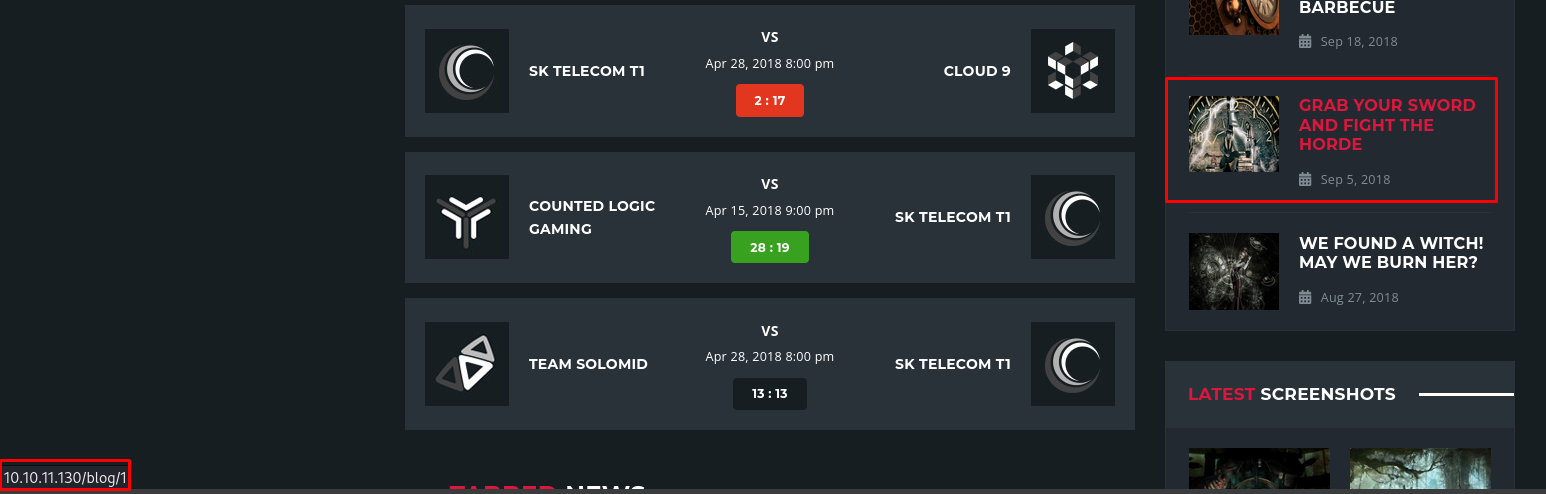 VS
Apr 28, 2018 8:00 pm
SK TELECOM T1
CLOUD 9
2 : 17
VS
Apr 15, 2018 9:00 pm
COUNTED LOGIC
GAMING
SK TELECOM T1
28 : 19
VS
Apr 28, 2018 8:00 pm
TEAM SOLOMID
SK TELECOM T1
13 : 13
BARBECUE
Sep 18, 2018
GRAB YOUR SWORD
AND FIGHT THE
HORDE
Sep 5, 2018
WE FOUND A WITCH!
MAY WE BURN HER?
Aug 27, 2018
LATEST SCREENSHOTS
10.10.11.130/blog/1
NEWS